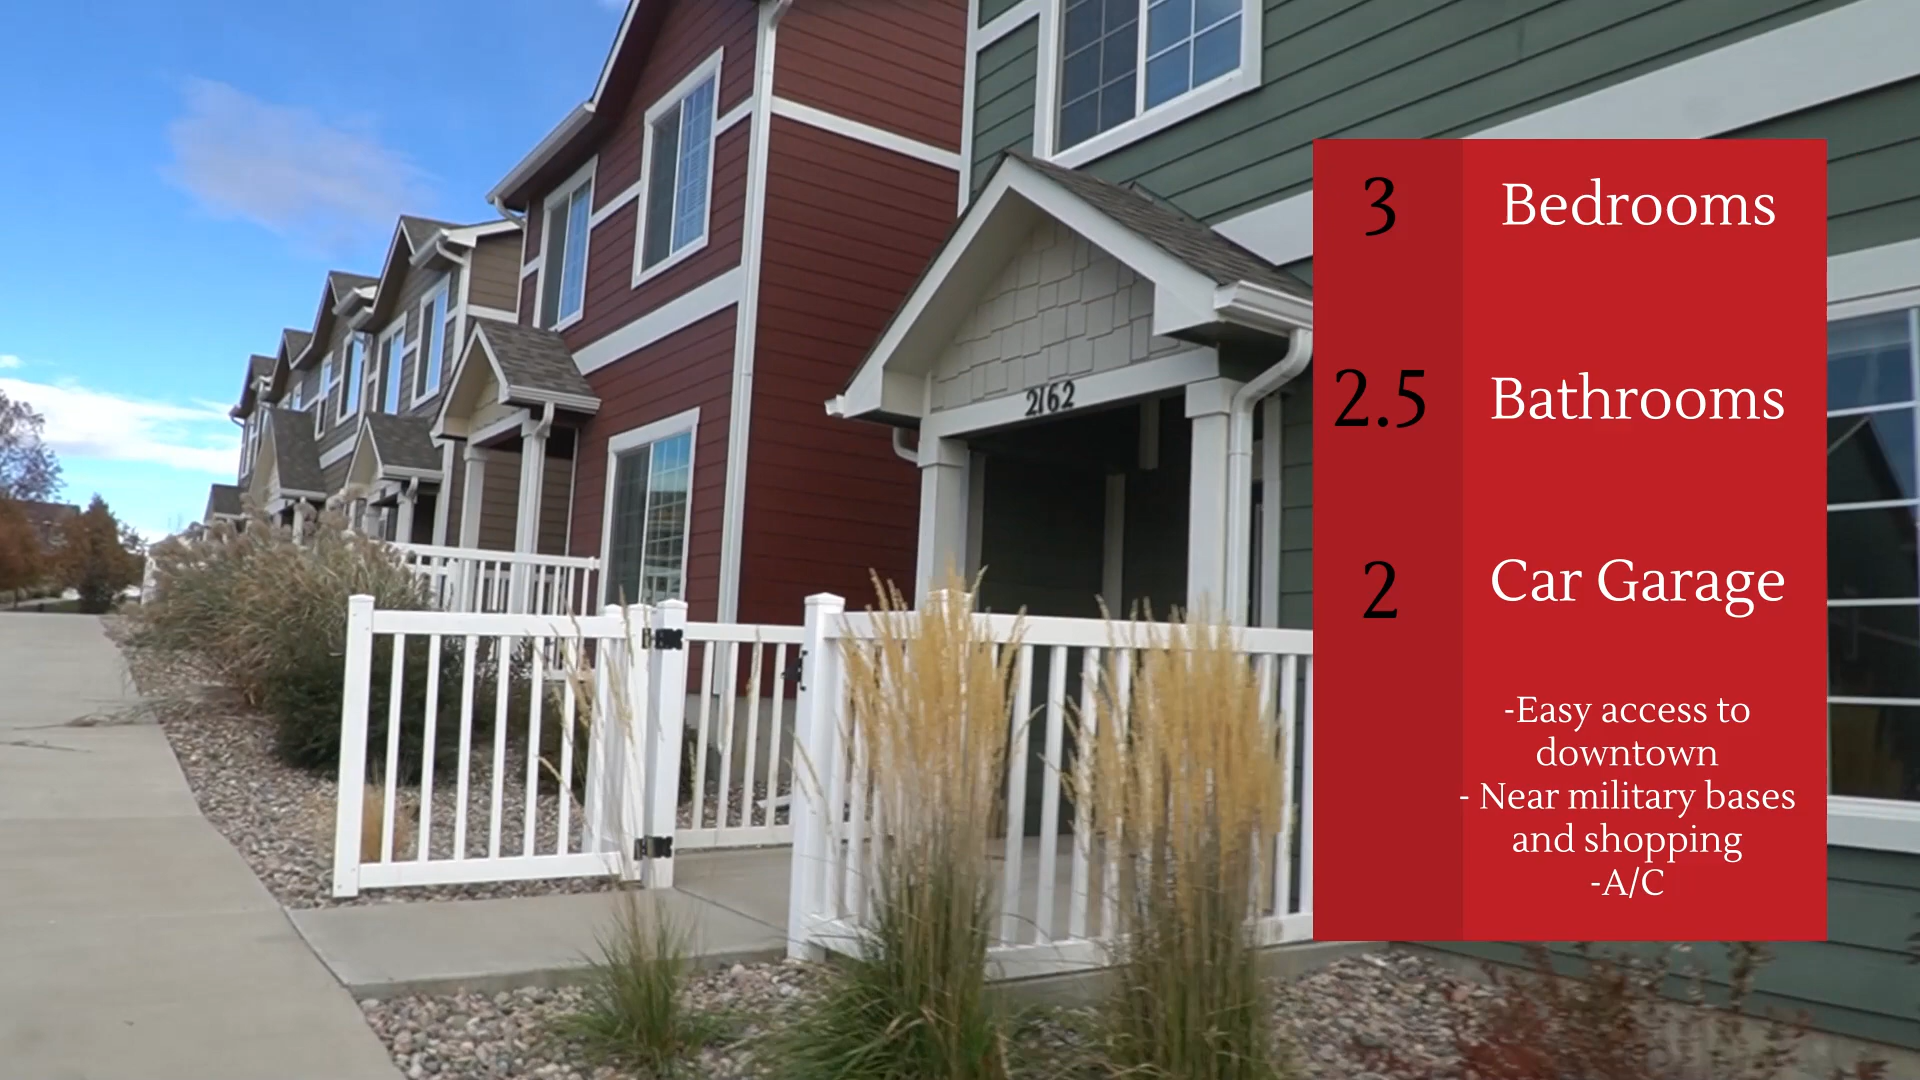 2162
3 Bedrooms
2.5 Bathrooms
2 Car Garage
-Easy access to
downtown
- Near military bases
and shopping
-A/C